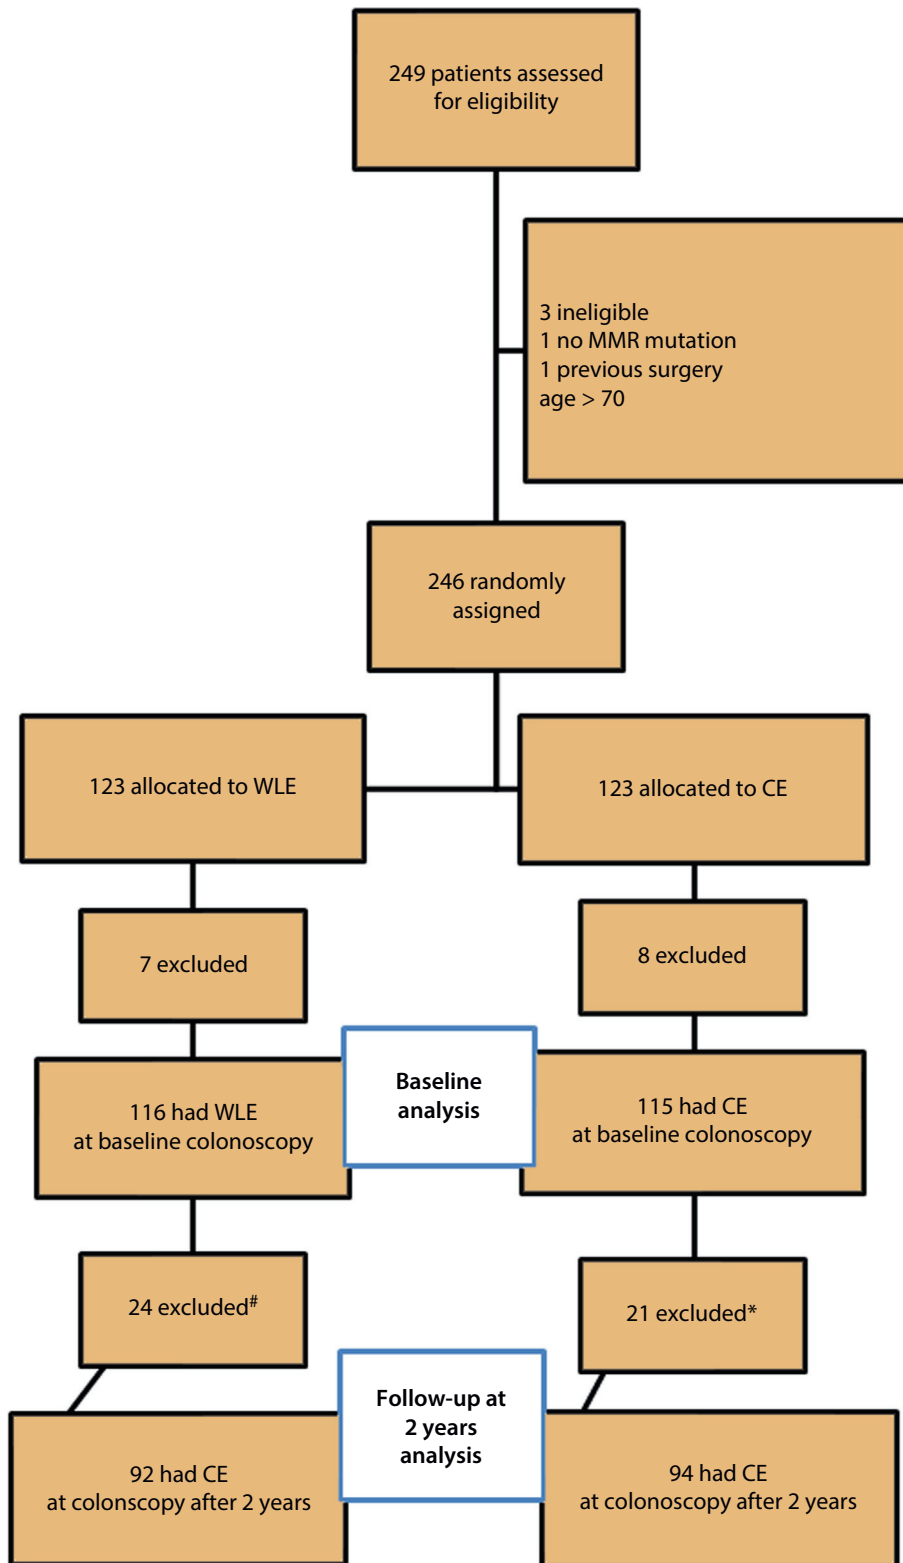 249 patients assessed
for eligibility
3 ineligible
1 no MMR mutation
1 previous surgery
age > 70
246 randomly
assigned
123 allocated to WLE
123 allocated to CE
7 excluded
8 excluded
Baseline
analysis
116 had WLE
at baseline colonoscopy
115 had CE
at baseline colonoscopy
24 excluded#
21 excluded*
Follow-up at
2 years
analysis
92 had CE
at colonscopy after 2 years
94 had CE
at colonoscopy after 2 years